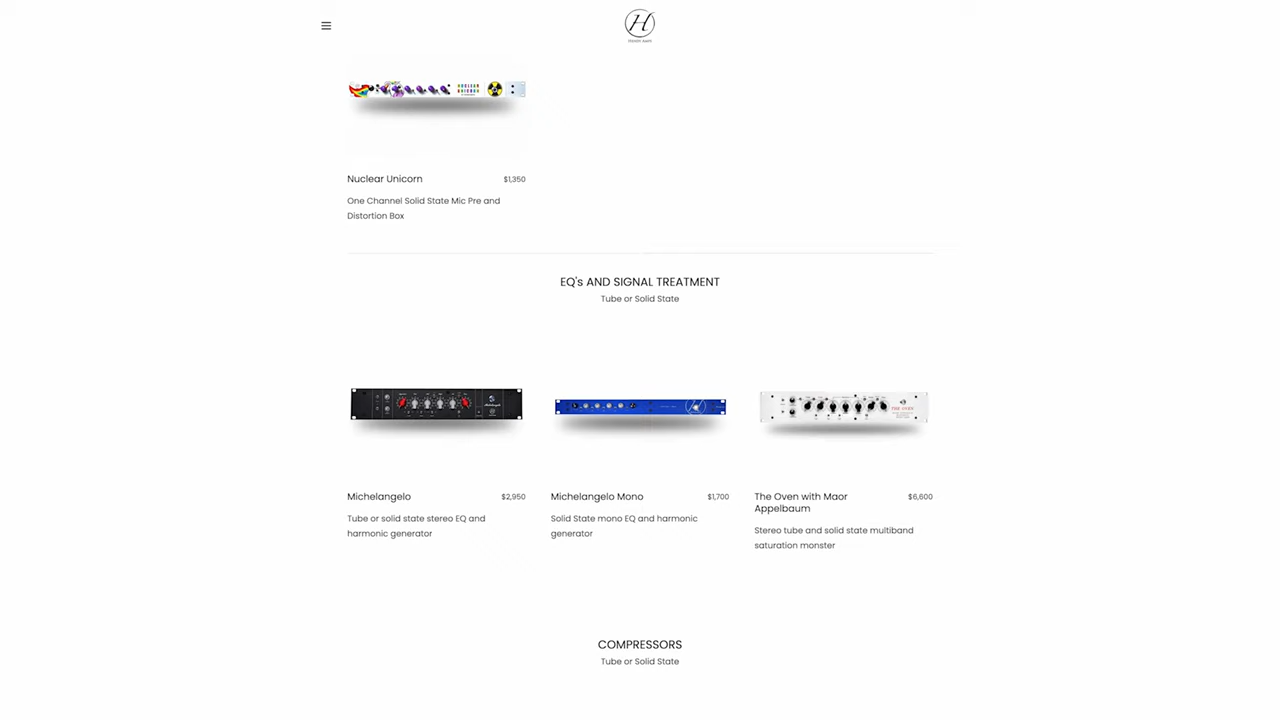 H
Nuclear Unicorn $1,350
One Channel Solid State Mic Pre and
Distortion Box
EQ's AND SIGNAL TREATMENT
Tube or Solid State
THE OVEN
Michelangelo $2,950
Tube or solid state stereo EQ and
harmonic generator
Michelangelo Mono $1,700
Solid State mono EQ and harmonic
generator
The Oven with Maor $6,600
Appelbaum
Stereo tube and solid state multiband
saturation monster
COMPRESSORS
Tube or Solid State